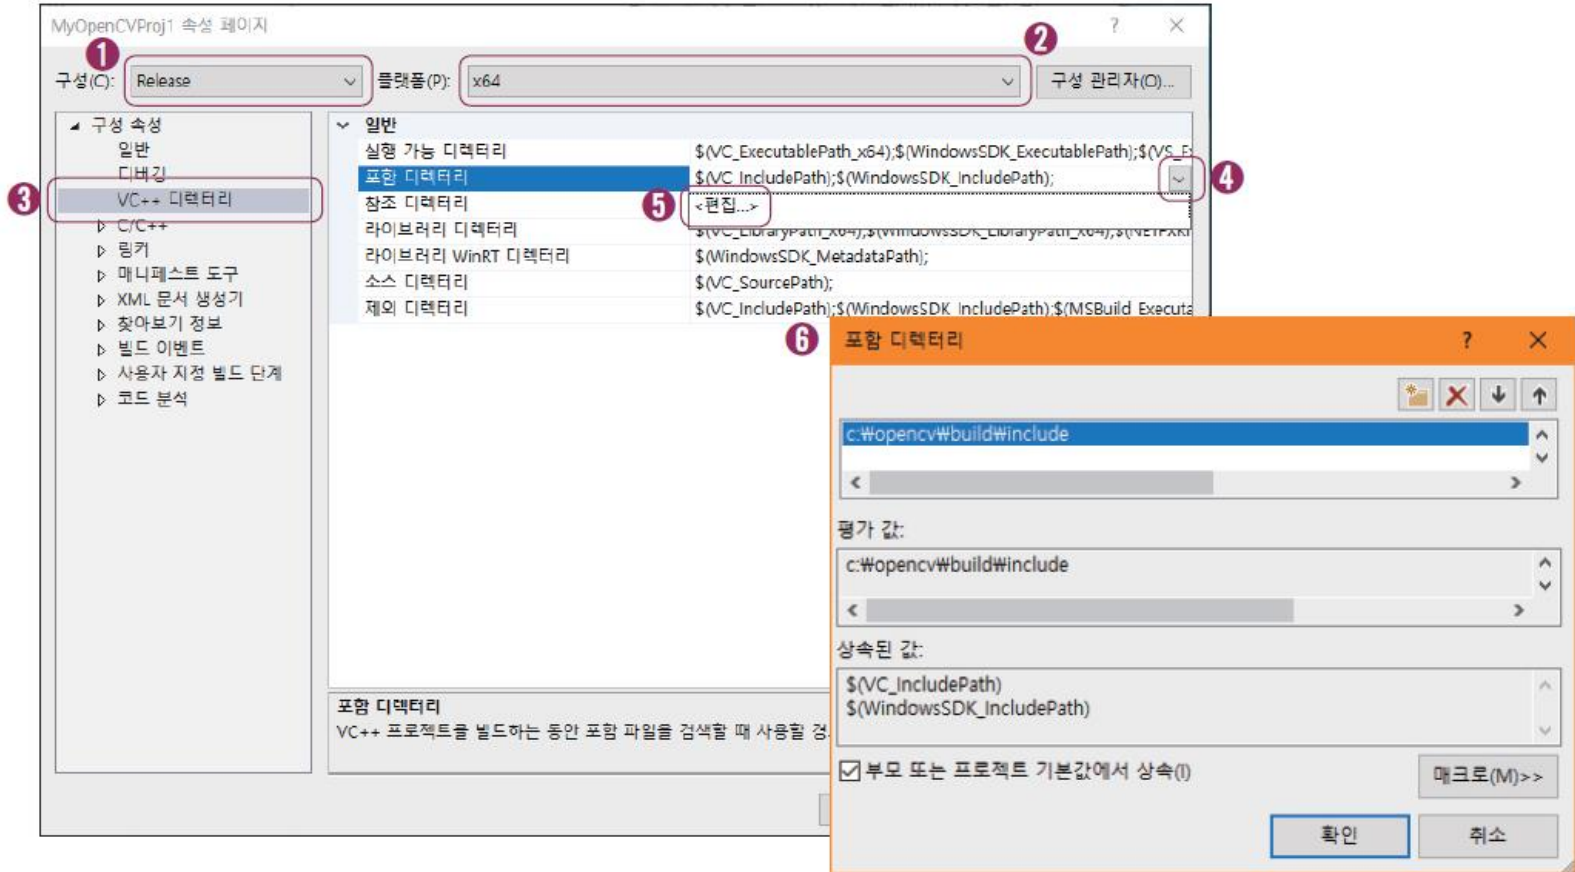 MyOpenCVProj1 속성 페이지
? ×
❶ ❷
구성(C): Release 플랫폼(P): x64 구성 관리자(O)...
구성 속성
일반
디버깅
❸ VC++ 디렉터리
C/C++
링커
매니페스트 도구
XML 문서 생성기
찾아보기 정보
빌드 이벤트
사용자 지정 빌드 단계
코드 분석
일반
실행 가능 디렉터리 $(VC_ExecutablePath_x64);$(WindowsSDK_ExecutablePath);$(VS_E
포함 디렉터리 $(VC_IncludePath);$(WindowsSDK_IncludePath); ❹
참조 디렉터리 ❺ <편집...>
라이브러리 디렉터리 $(VC_LibraryPath_x64);$(WindowsSDK_LibraryPath_x64);$(NETFXKi
라이브러리 WinRT 디렉터리 $(WindowsSDK_MetadataPath);
소스 디렉터리 $(VC_SourcePath);
제외 디렉터리 $(VC_IncludePath);$(WindowsSDK_IncludePath);$(MSBuild_Executa
포함 디렉터리
VC++ 프로젝트를 빌드하는 동안 포함 파일을 검색할 때 사용할 경
❻ 포함 디렉터리 ? ×
c:₩opencv₩build₩include
평가 값:
c:₩opencv₩build₩include
상속된 값:
$(VC_IncludePath)
$(WindowsSDK_IncludePath)
부모 또는 프로젝트 기본값에서 상속(I)
매크로(M)>>
확인 취소